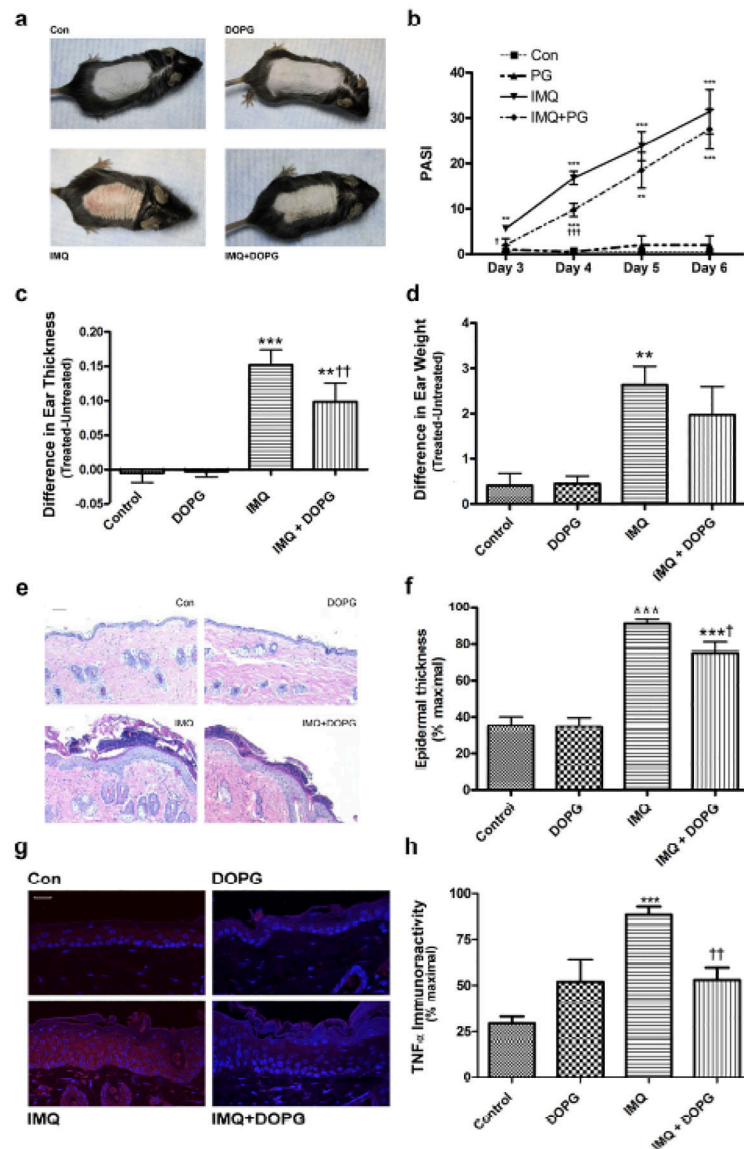 a
Con
DOPG
IMQ
IMQ+DOPG
b
Con
PG
IMQ
IMQ+PG
PASI
40
30
20
10
0
**
†
***
***
†††
***
**
***
***
Day 3
Day 4
Day 5
Day 6
c
Difference in Ear Thickness
(Treated-Untreated)
0.20
0.15
0.10
0.05
0.00
-0.05
***
**††
Control
DOPG
IMQ
IMQ + DOPG
d
Difference in Ear Weight
(Treated-Untreated)
4
3
2
1
0
**
Control
DOPG
IMQ
IMQ + DOPG
e
Con
DOPG
IMQ
IMQ+DOPG
f
Epidermal thickness
(% maximal)
100
80
60
40
20
0
***
***†
Control
DOPG
IMQ
IMQ + DOPG
g
Con
DOPG
IMQ
IMQ+DOPG
h
TNFα Immunoreactivity
(% maximal)
100
75
50
25
0
***
††
Control
DOPG
IMQ
IMQ + DOPG